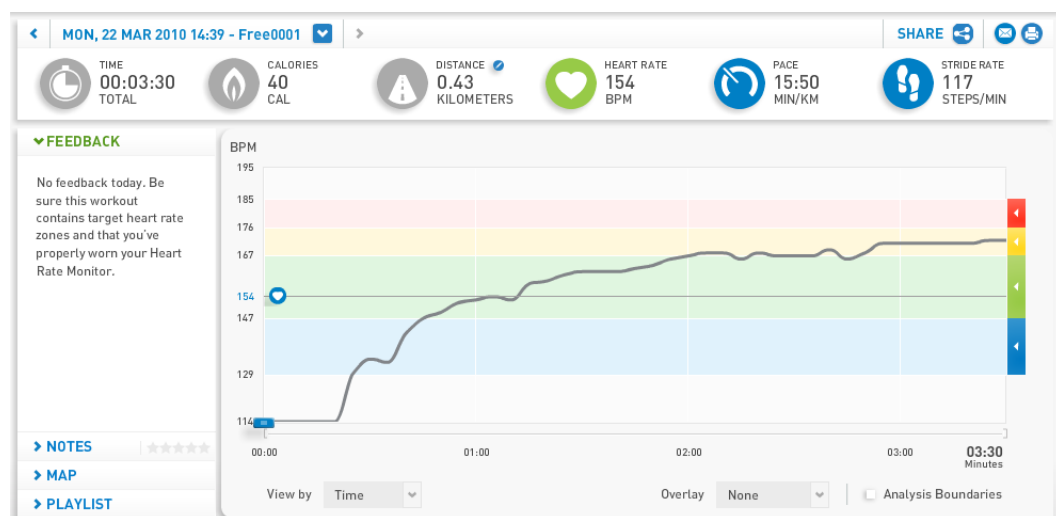 MON, 22 MAR 2010 14:39 - Free0001
SHARE
TIME
00:03:30
TOTAL
CALORIES
40
CAL
DISTANCE
0.43
KILOMETERS
HEART RATE
154
BPM
PACE
15:50
MIN/KM
STRIDE RATE
117
STEPS/MIN
FEEDBACK
No feedback today. Be
sure this workout
contains target heart rate
zones and that you've
properly worn your Heart
Rate Monitor.
NOTES
MAP
PLAYLIST
BPM
195
185
176
167
154
147
129
114
00:00
01:00
02:00
03:00
03:30
Minutes
View by
Time
Overlay
None
Analysis Boundaries